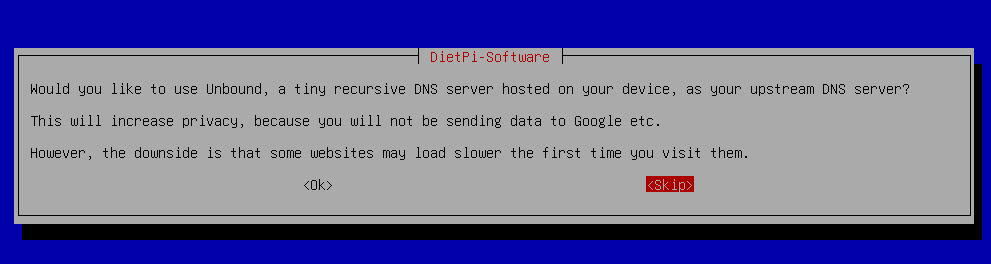 DietPi-Software
Would you like to use Unbound, a tiny recursive DNS server hosted on your device, as your upstream DNS server?
This will increase privacy, because you will not be sending data to Google etc.
However, the downside is that some websites may load slower the first time you visit them.
<Ok> <Skip>